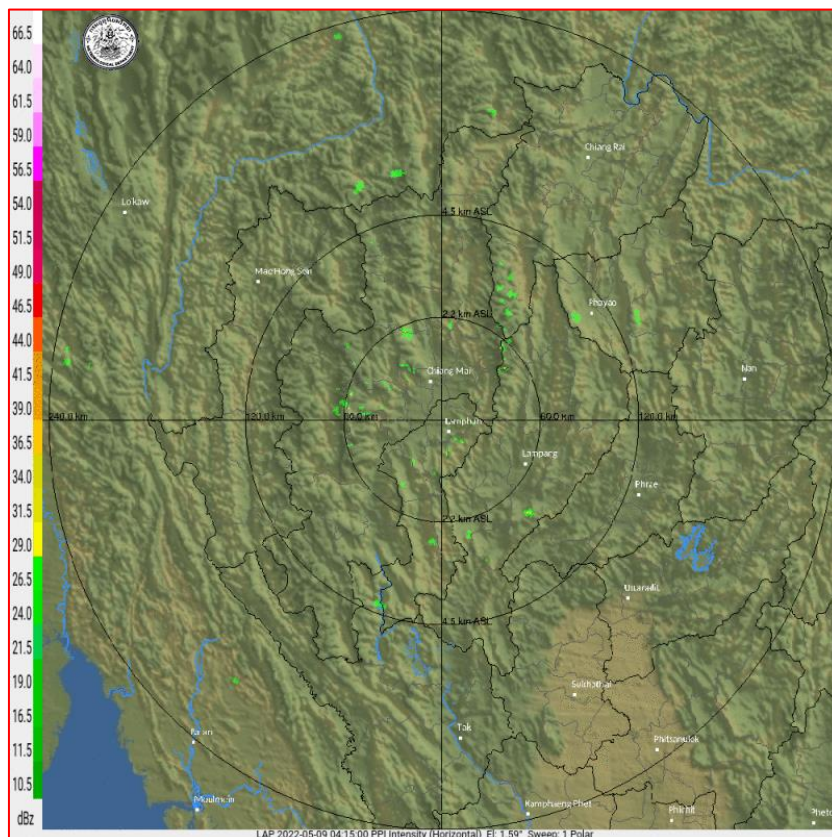 66.5
64.0
61.5
59.0
56.5
54.0
51.5
49.0
46.5
44.0
41.5
39.0
36.5
34.0
31.5
29.0
26.5
24.0
21.5
19.0
16.5
11.5
10.5
dBz
Chiang Rai
Lo kaw
4.5 km ASL
Mae Hong Son
Phayao
2.2 km ASL
Chiang Mai
Nan
240.0 km
120.0 km
60.0 km
60.0 km
120.0 km
Lamphun
Lampang
Phrae
2.2 km ASL
Uttaradit
4.5 km ASL
Sukhothai
Tak
Phitsanulok
Moulmein
Kamphaeng Phet
Phichit
LAP 2022-05-09 04:15:00 PPI Intensity (Horizontal) El: 1.59° Sweep: 1 Polar